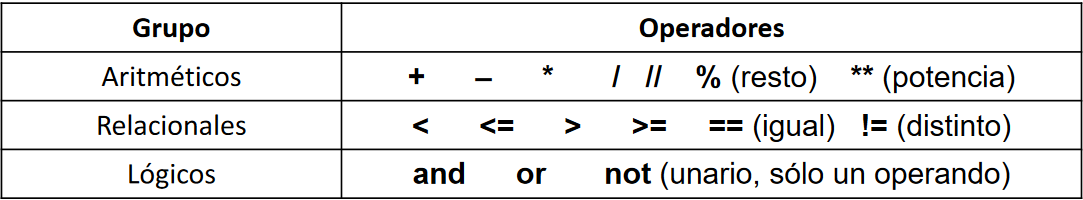 Grupo Operadores
Aritméticos + – * / // % (resto) ** (potencia)
Relacionales < <= > >= == (igual) != (distinto)
Lógicos and or not (unario, sólo un operando)